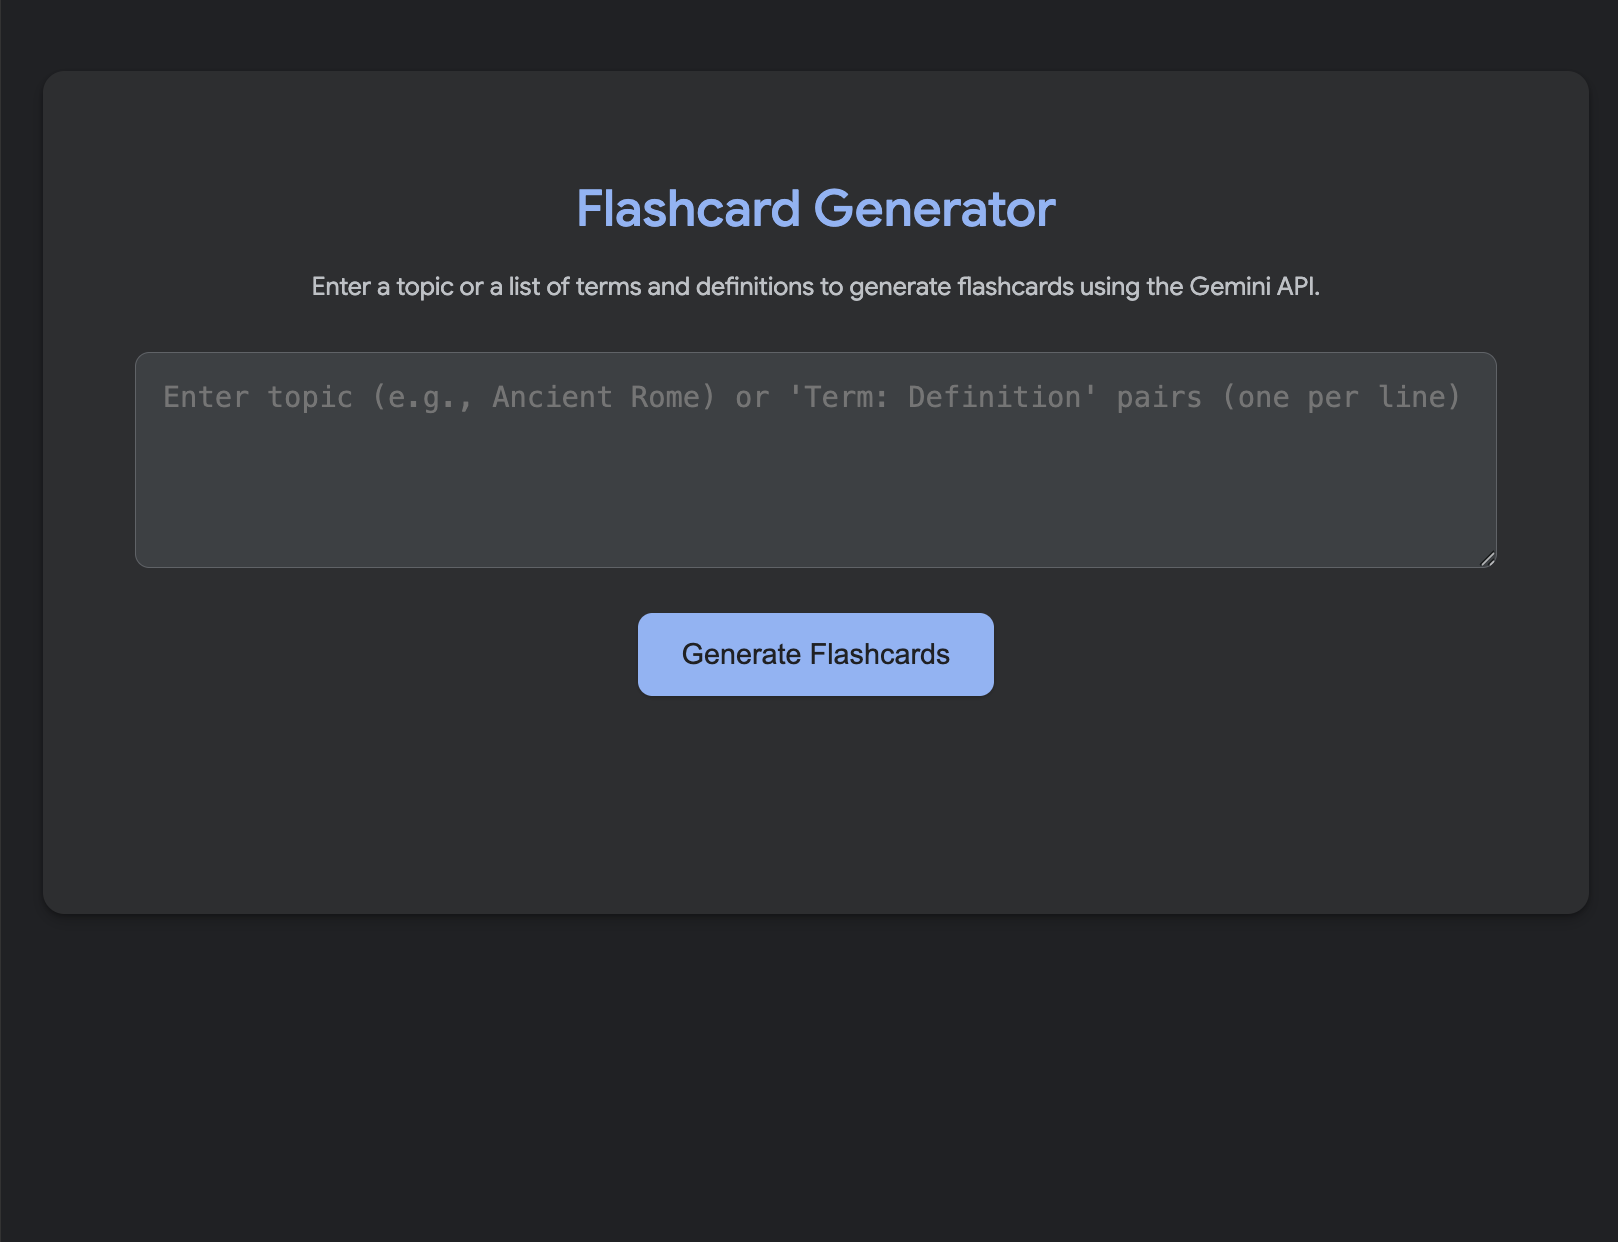 Flashcard Generator
Enter a topic or a list of terms and definitions to generate flashcards using the Gemini API.
Enter topic (e.g., Ancient Rome) or 'Term: Definition' pairs (one per line)
Generate Flashcards